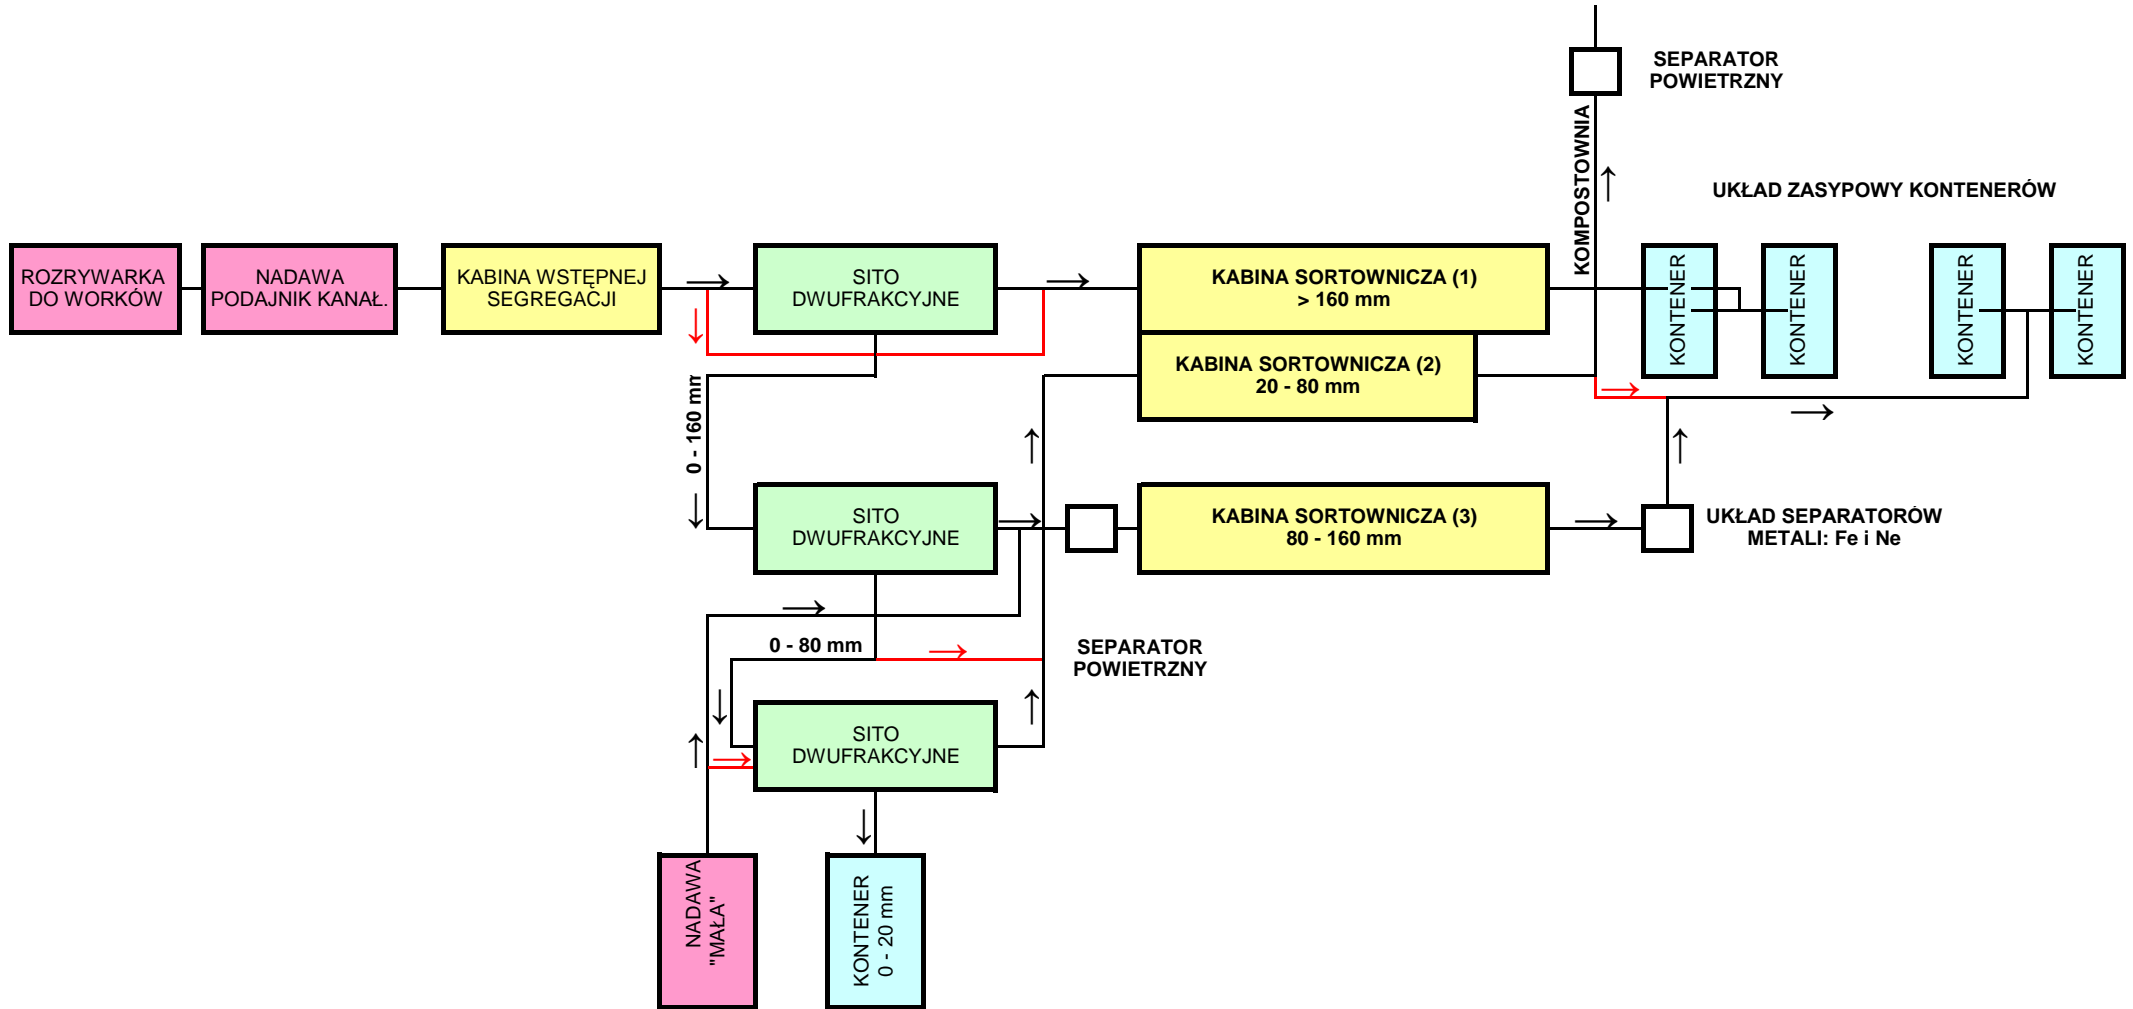 SEPARATOR
POWIETRZNY
KOMPOSTOWNIA
UKŁAD ZASYPOWY KONTENERÓW
ROZRYWARKA
DO WORKÓW
NADAWA
PODAJNIK KANAŁ.
KABINA WSTĘPNEJ
SEGREGACJI
SITO
DWUFRAKCYJNE
KABINA SORTOWNICZA (1)
> 160 mm
KONTENER
KONTENER
KONTENER
KONTENER
KABINA SORTOWNICZA (2)
20 - 80 mm
0 - 160 mm
SITO
DWUFRAKCYJNE
KABINA SORTOWNICZA (3)
80 - 160 mm
UKŁAD SEPARATORÓW
METALI: Fe i Ne
0 - 80 mm
SEPARATOR
POWIETRZNY
SITO
DWUFRAKCYJNE
NADAWA
"MAŁA"
KONTENER
0 - 20 mm